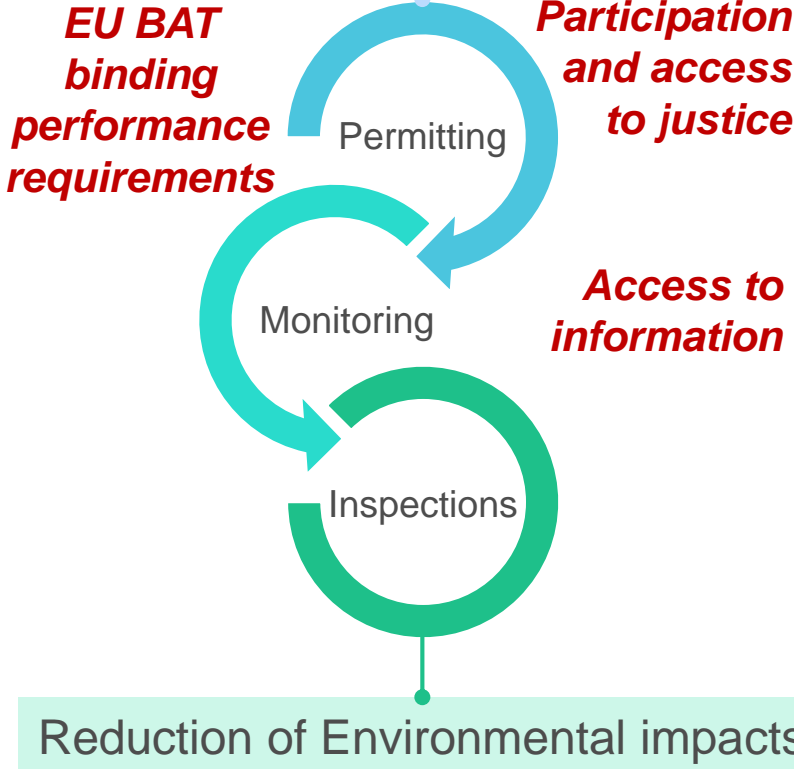 EU BAT
binding
performance
requirements
Participation
and access
to justice
Permitting
Monitoring
Access to
information
Inspections
Reduction of Environmental impacts